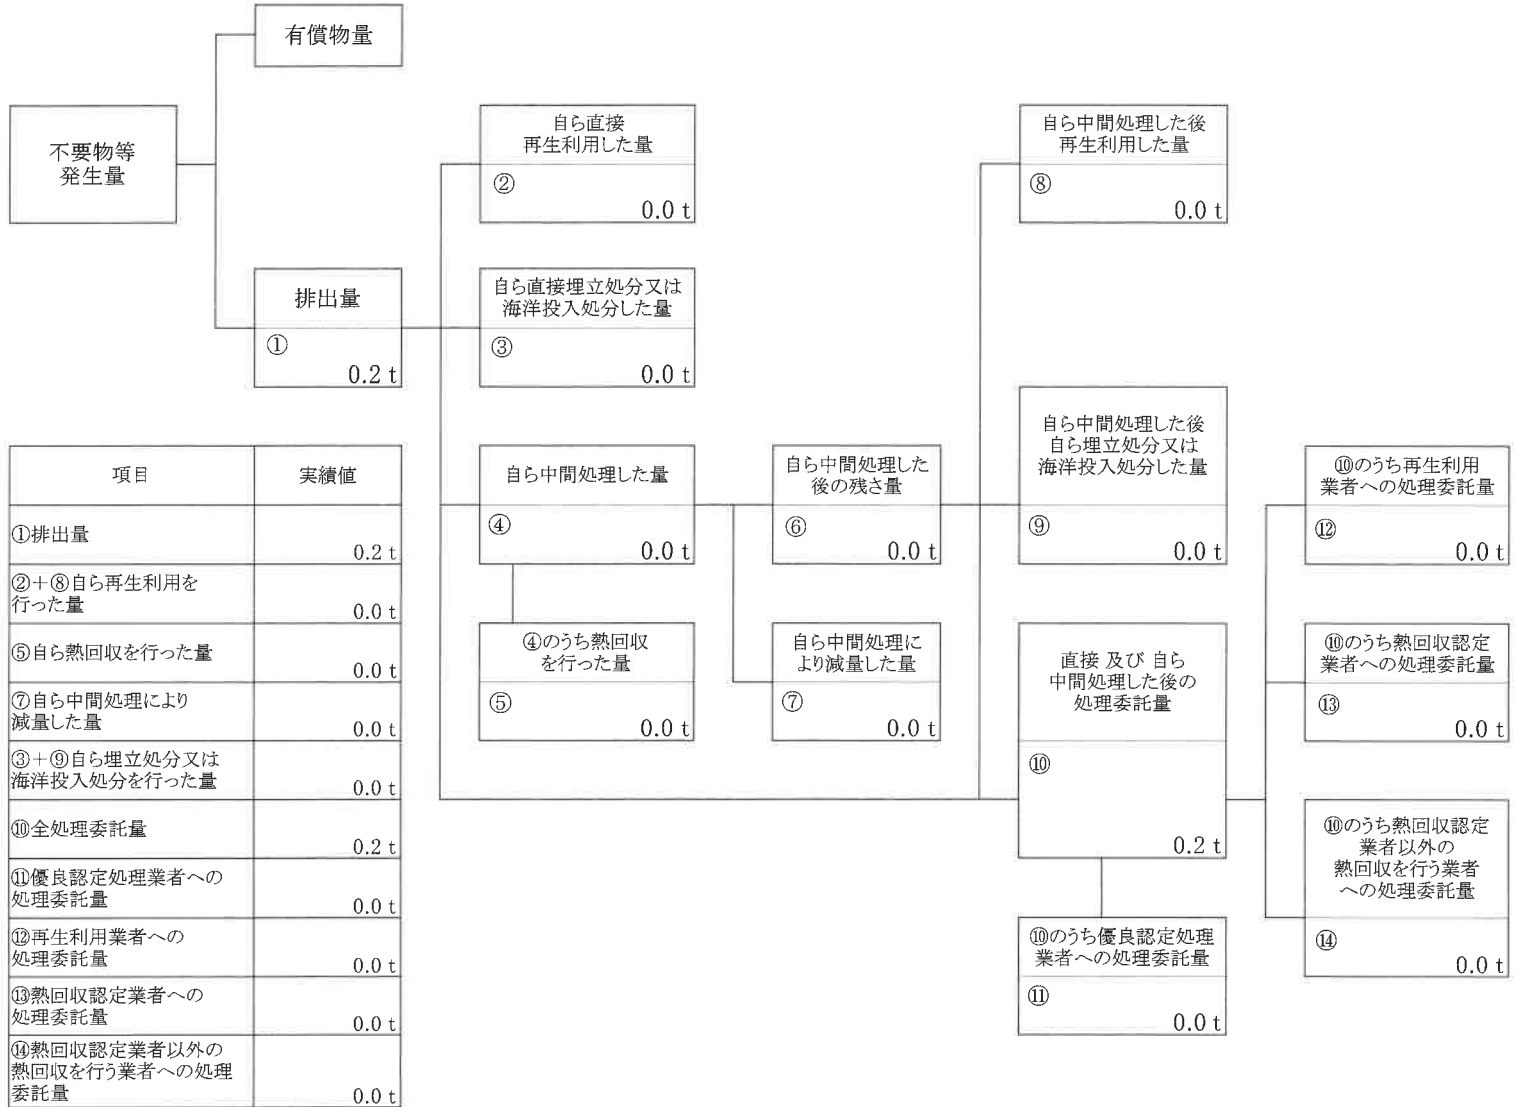 有償物量
不要物等
発生量
自ら直接
再生利用した量
②
0.0 t
自ら中間処理した後
再生利用した量
⑧
0.0 t
排出量
①
0.2 t
自ら直接埋立処分又は
海洋投入処分した量
③
0.0 t
自ら中間処理した量
④
0.0 t
自ら中間処理した
後の残さ量
⑥
0.0 t
自ら中間処理した後
自ら埋立処分又は
海洋投入処分した量
⑨
0.0 t
⑩のうち再生利用
業者への処理委託量
⑫
0.0 t
④のうち熱回収
を行った量
⑤
0.0 t
自ら中間処理に
より減量した量
⑦
0.0 t
直接 及び 自ら
中間処理した後の
処理委託量
⑩
0.2 t
⑩のうち熱回収認定
業者への処理委託量
⑬
0.0 t
⑩のうち熱回収認定
業者以外の
熱回収を行う業者
への処理委託量
⑭
0.0 t
⑩のうち優良認定処理
業者への処理委託量
⑪
0.0 t
項目
実績値
①排出量
0.2 t
②+⑧自ら再生利用を
行った量
0.0 t
⑤自ら熱回収を行った量
0.0 t
⑦自ら中間処理により
減量した量
0.0 t
③+⑨自ら埋立処分又は
海洋投入処分を行った量
0.0 t
⑩全処理委託量
0.2 t
⑪優良認定処理業者への
処理委託量
0.0 t
⑫再生利用業者への
処理委託量
0.0 t
⑬熱回収認定業者への
処理委託量
0.0 t
⑭熱回収認定業者以外の
熱回収を行う業者への処理
委託量
0.0 t